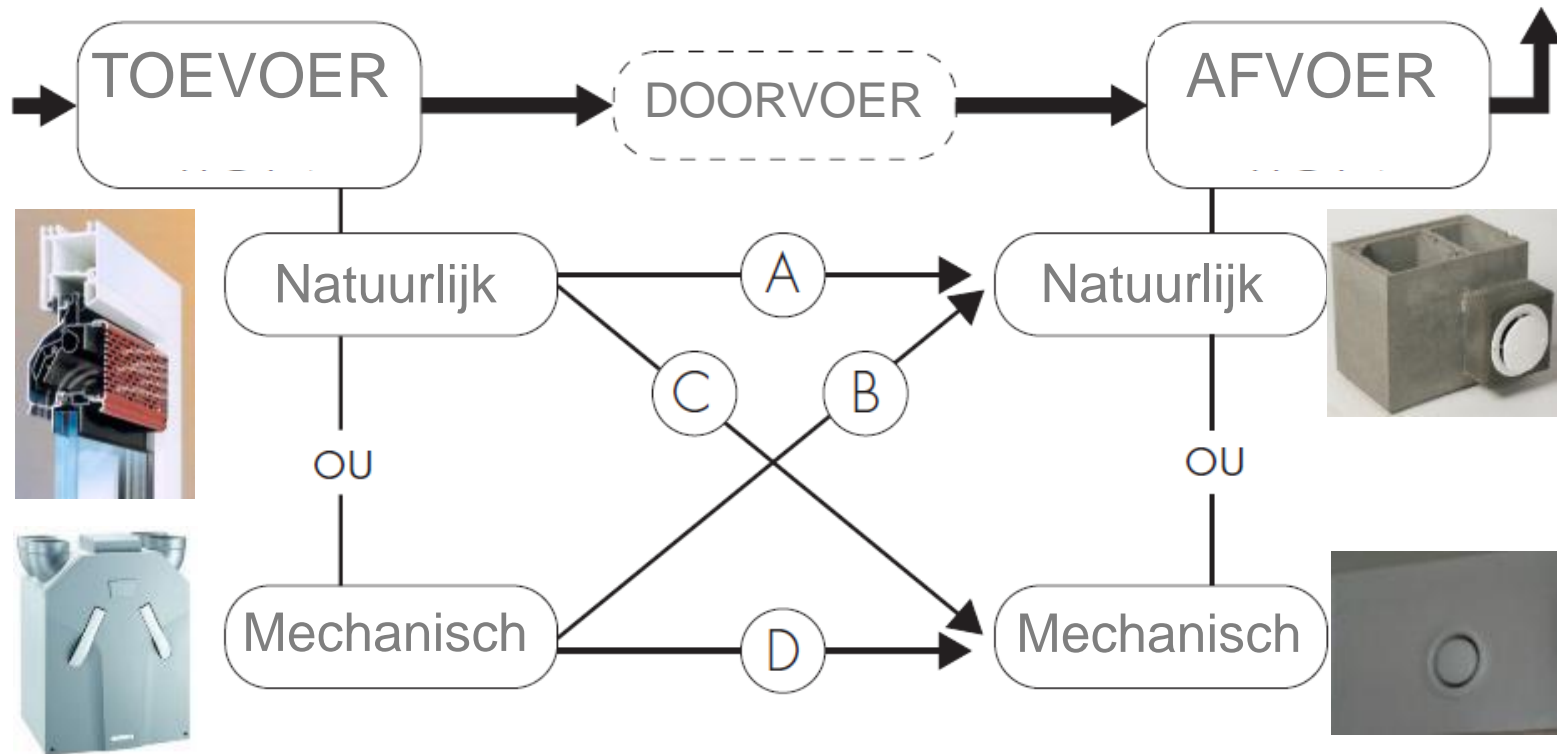 TOEVOER
DOORVOER
AFVOER
Natuurlijk
A
Natuurlijk
C
B
OU
OU
Mechanisch
D
Mechanisch